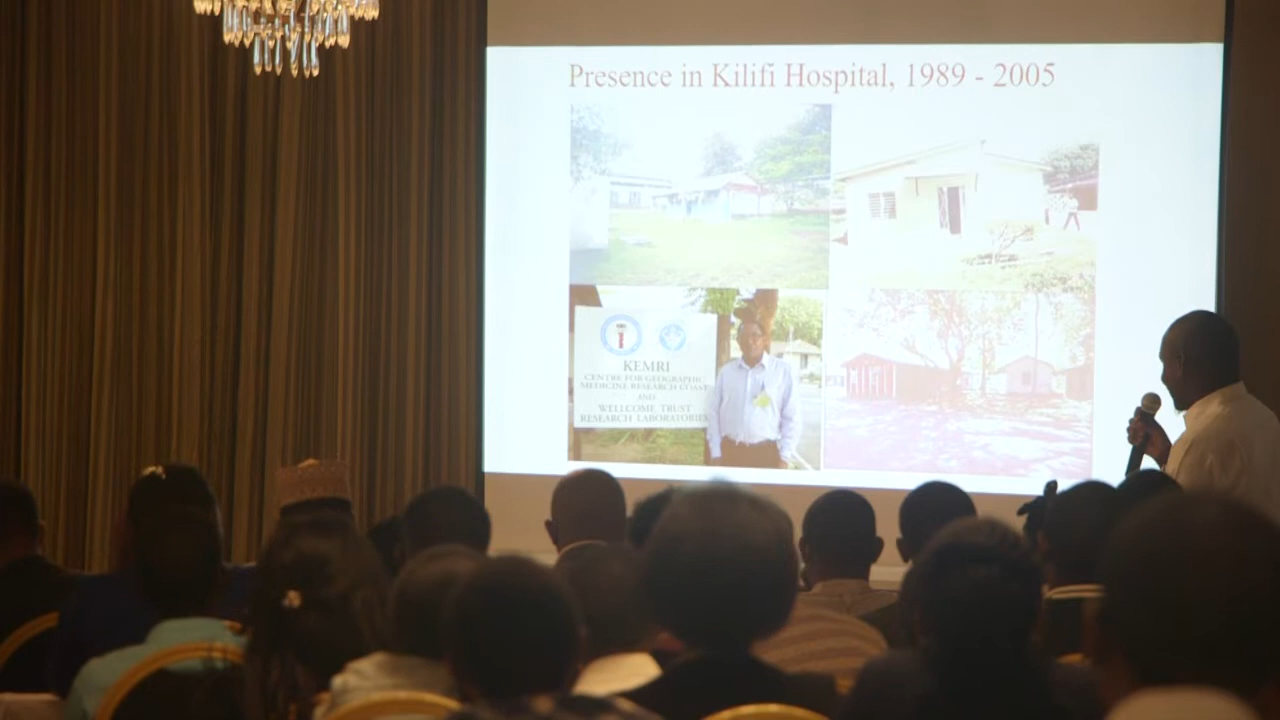 Presence in Kilifi Hospital, 1989 - 2005
KEMRI
CENTRE FOR GEOGRAPHIC
MEDICINE RESEARCH COAST
AND
WELLCOME TRUST
RESEARCH LABORATORIES